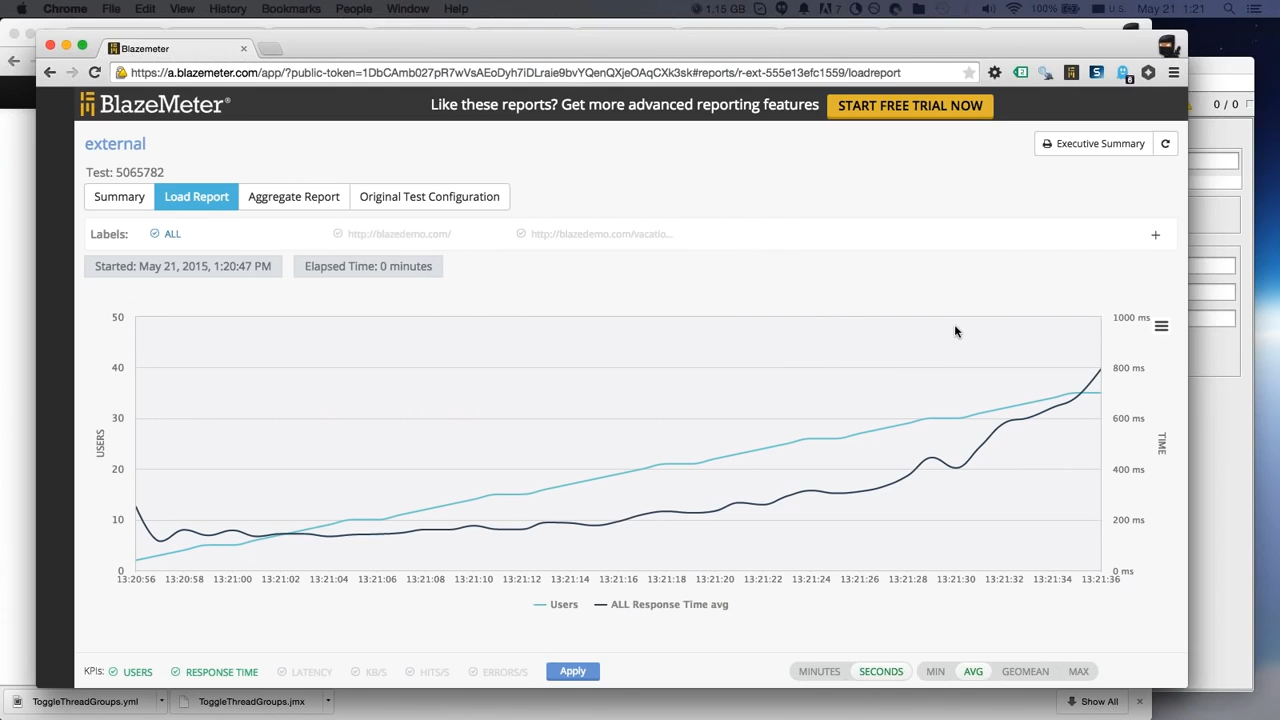 Chrome File Edit View History Bookmarks People Window Help 1.15 GB 7 100% U.S. May 21 1:21
Blazemeter
https://a.blazemeter.com/app/?public-token=1DbCAmb027pR7wVsAEoDyh7iDLraie9bvYQenQXjeOAqCXk3sk#reports/r-ext-555e13efc1559/loadreport
6
0 / 0
BlazeMeter® Like these reports? Get more advanced reporting features START FREE TRIAL NOW
external
Executive Summary
Test: 5065782
Summary Load Report Aggregate Report Original Test Configuration
Labels: ALL http://blazedemo.com/ http://blazedemo.com/vacatio... +
Started: May 21, 2015, 1:20:47 PM Elapsed Time: 0 minutes
50 1000 ms
40 800 ms
30 600 ms
USERS TIME
20 400 ms
10 200 ms
0 0 ms
13:20:56 13:20:58 13:21:00 13:21:02 13:21:04 13:21:06 13:21:08 13:21:10 13:21:12 13:21:14 13:21:16 13:21:18 13:21:20 13:21:22 13:21:24 13:21:26 13:21:28 13:21:30 13:21:32 13:21:34 13:21:36
Users ALL Response Time avg
KPIs: USERS RESPONSE TIME LATENCY KB/S HITS/S ERRORS/S Apply MINUTES SECONDS MIN AVG GEOMEAN MAX
ToggleThreadGroups.yml ToggleThreadGroups.jmx Show All